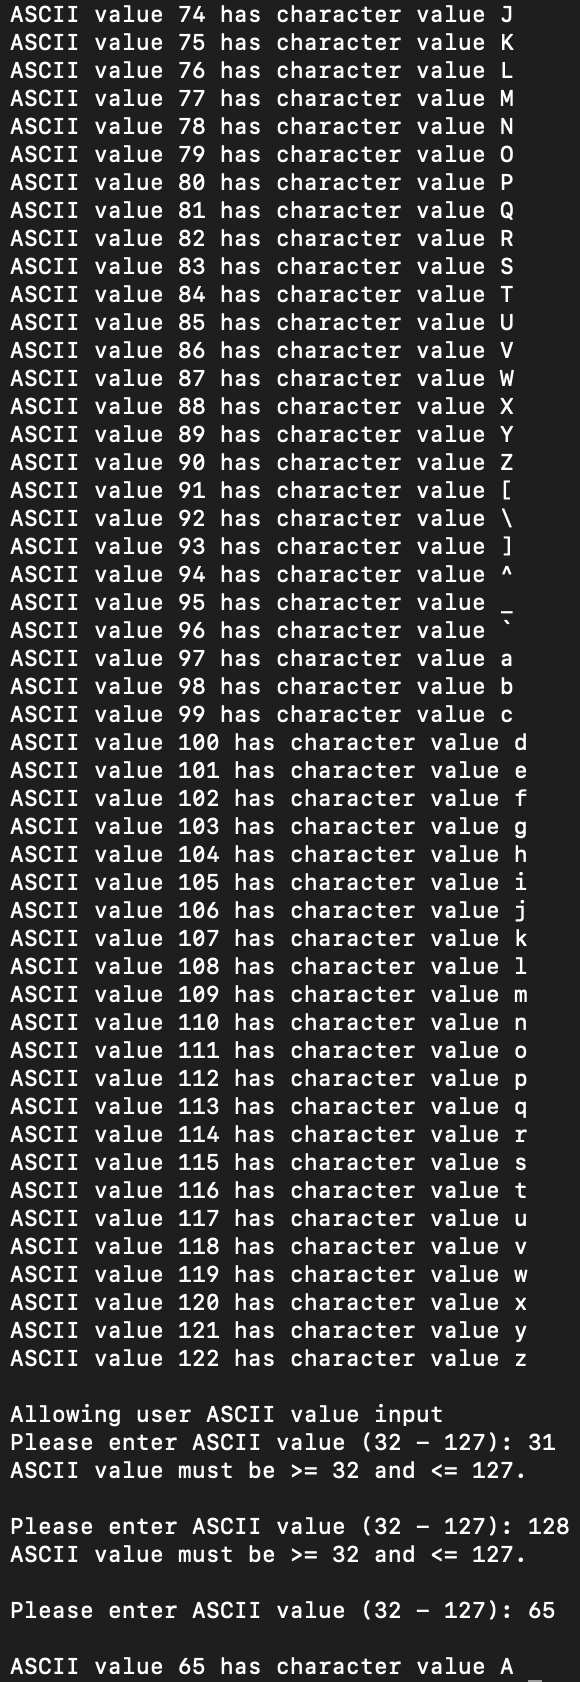 ASCII value 74 has character value J
ASCII value 75 has character value K
ASCII value 76 has character value L
ASCII value 77 has character value M
ASCII value 78 has character value N
ASCII value 79 has character value O
ASCII value 80 has character value P
ASCII value 81 has character value Q
ASCII value 82 has character value R
ASCII value 83 has character value S
ASCII value 84 has character value T
ASCII value 85 has character value U
ASCII value 86 has character value V
ASCII value 87 has character value W
ASCII value 88 has character value X
ASCII value 89 has character value Y
ASCII value 90 has character value Z
ASCII value 91 has character value [
ASCII value 92 has character value \
ASCII value 93 has character value ]
ASCII value 94 has character value ^
ASCII value 95 has character value _
ASCII value 96 has character value `
ASCII value 97 has character value a
ASCII value 98 has character value b
ASCII value 99 has character value c
ASCII value 100 has character value d
ASCII value 101 has character value e
ASCII value 102 has character value f
ASCII value 103 has character value g
ASCII value 104 has character value h
ASCII value 105 has character value i
ASCII value 106 has character value j
ASCII value 107 has character value k
ASCII value 108 has character value l
ASCII value 109 has character value m
ASCII value 110 has character value n
ASCII value 111 has character value o
ASCII value 112 has character value p
ASCII value 113 has character value q
ASCII value 114 has character value r
ASCII value 115 has character value s
ASCII value 116 has character value t
ASCII value 117 has character value u
ASCII value 118 has character value v
ASCII value 119 has character value w
ASCII value 120 has character value x
ASCII value 121 has character value y
ASCII value 122 has character value z

Allowing user ASCII value input
Please enter ASCII value (32 – 127): 31
ASCII value must be >= 32 and <= 127.

Please enter ASCII value (32 – 127): 128
ASCII value must be >= 32 and <= 127.

Please enter ASCII value (32 – 127): 65

ASCII value 65 has character value A